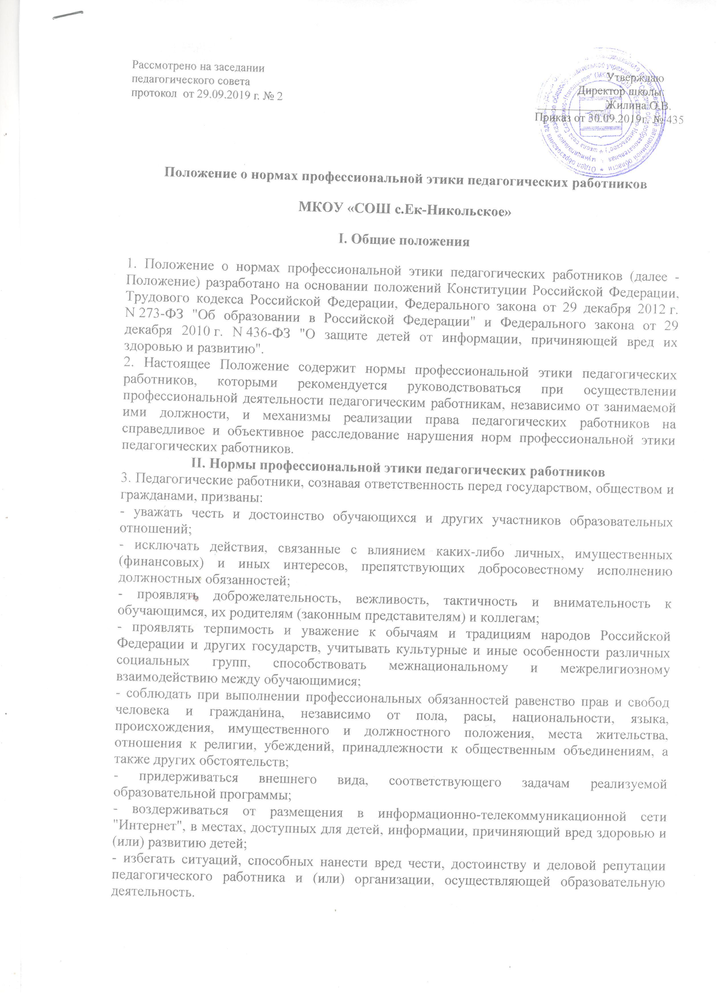 Рассмотрено на заседании
педагогического совета
протокол от 29.09.2019 г. № 2
Утверждаю
Директор школы
___________ Жилина О.В.
Приказ от 30.09.2019г. № 435
Положение о нормах профессиональной этики педагогических работников
МКОУ «СОШ с.Ек-Никольское»
I. Общие положения
1. Положение о нормах профессиональной этики педагогических работников (далее -
Положение) разработано на основании положений Конституции Российской Федерации,
Трудового кодекса Российской Федерации, Федерального закона от 29 декабря 2012 г.
N 273-ФЗ "Об образовании в Российской Федерации" и Федерального закона от 29
декабря 2010 г. N 436-ФЗ "О защите детей от информации, причиняющей вред их
здоровью и развитию".
2. Настоящее Положение содержит нормы профессиональной этики педагогических
работников, которыми рекомендуется руководствоваться при осуществлении
профессиональной деятельности педагогическим работникам, независимо от занимаемой
ими должности, и механизмы реализации права педагогических работников на
справедливое и объективное расследование нарушения норм профессиональной этики
педагогических работников.
II. Нормы профессиональной этики педагогических работников
3. Педагогические работники, сознавая ответственность перед государством, обществом и
гражданами, призваны:
- уважать честь и достоинство обучающихся и других участников образовательных
отношений;
- исключать действия, связанные с влиянием каких-либо личных, имущественных
(финансовых) и иных интересов, препятствующих добросовестному исполнению
должностных обязанностей;
- проявлять доброжелательность, вежливость, тактичность и внимательность к
обучающимся, их родителям (законным представителям) и коллегам;
- проявлять терпимость и уважение к обычаям и традициям народов Российской
Федерации и других государств, учитывать культурные и иные особенности различных
социальных групп, способствовать межнациональному и межрелигиозному
взаимодействию между обучающимися;
- соблюдать при выполнении профессиональных обязанностей равенство прав и свобод
человека и гражданина, независимо от пола, расы, национальности, языка,
происхождения, имущественного и должностного положения, места жительства,
отношения к религии, убеждений, принадлежности к общественным объединениям, а
также других обстоятельств;
- придерживаться внешнего вида, соответствующего задачам реализуемой
образовательной программы;
- воздерживаться от размещения в информационно-телекоммуникационной сети
"Интернет", в местах, доступных для детей, информации, причиняющий вред здоровью и
(или) развитию детей;
- избегать ситуаций, способных нанести вред чести, достоинству и деловой репутации
педагогического работника и (или) организации, осуществляющей образовательную
деятельность.